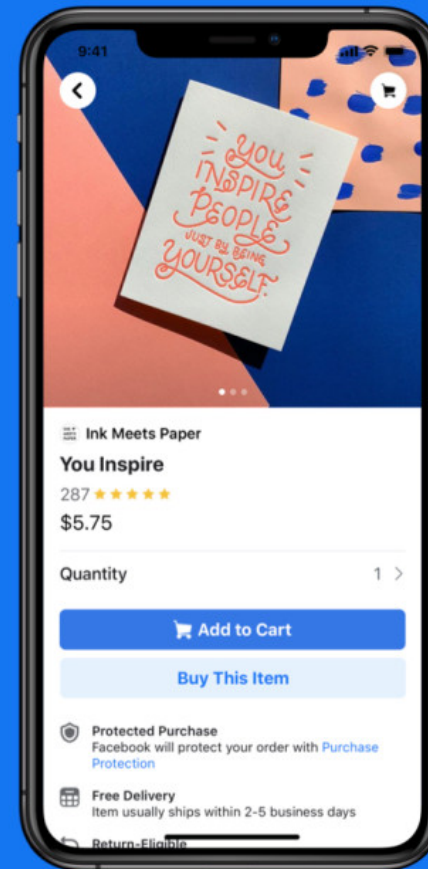 9:41
YOU
INSPIRE
PEOPLE
JUST BY BEING
YOURSELF.
Ink Meets Paper
You Inspire
287
$5.75
Quantity 1
Add to Cart
Buy This Item
Protected Purchase
Facebook will protect your order with Purchase
Protection
Free Delivery
Item usually ships within 2-5 business days
Return-Eligible